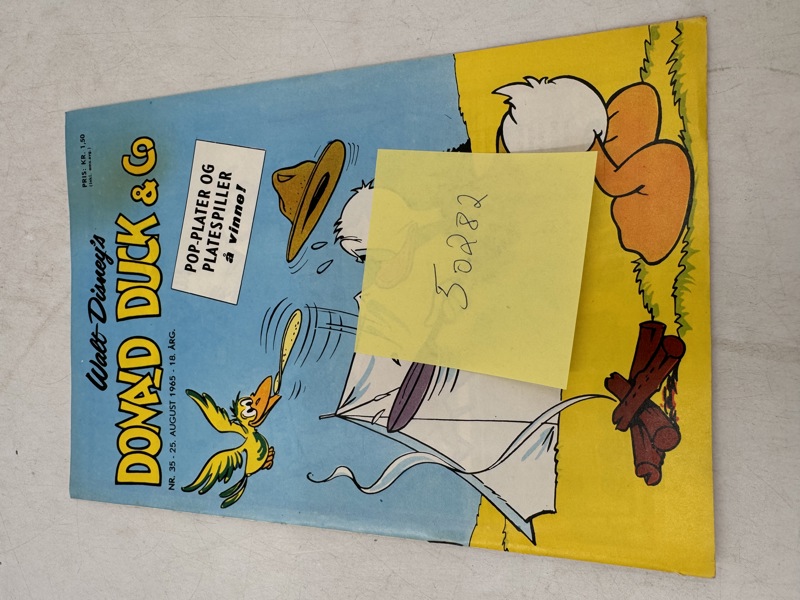 PRIS: KR. 1,50
Walt Disney's
DONALD DUCK & Co
NR. 35 - 25. AUGUST 1965 - 18. ÅRG.
POP-PLATER OG
PLATESPILLER
å vinne!
50282